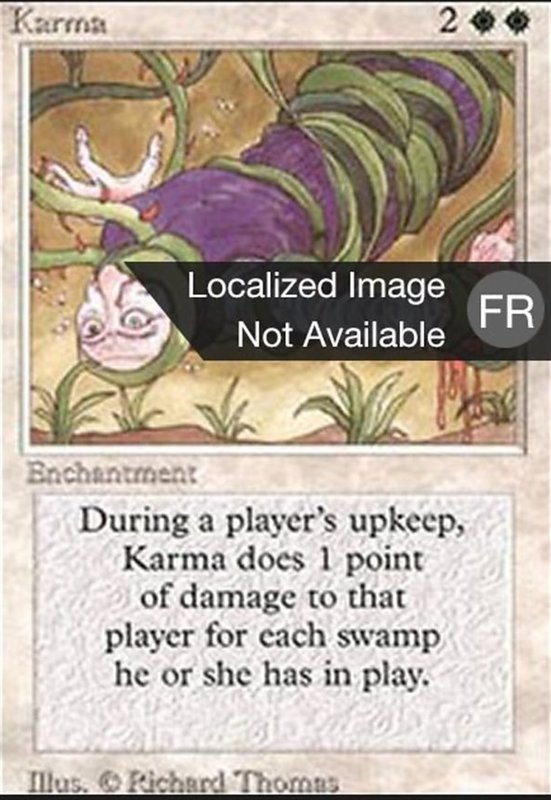 Karma 2
Localized Image
Not Available
FR
Enchantment
During a player's upkeep,
Karma does 1 point
of damage to that
player for each swamp
he or she has in play.
Illus. © Richard Thomas